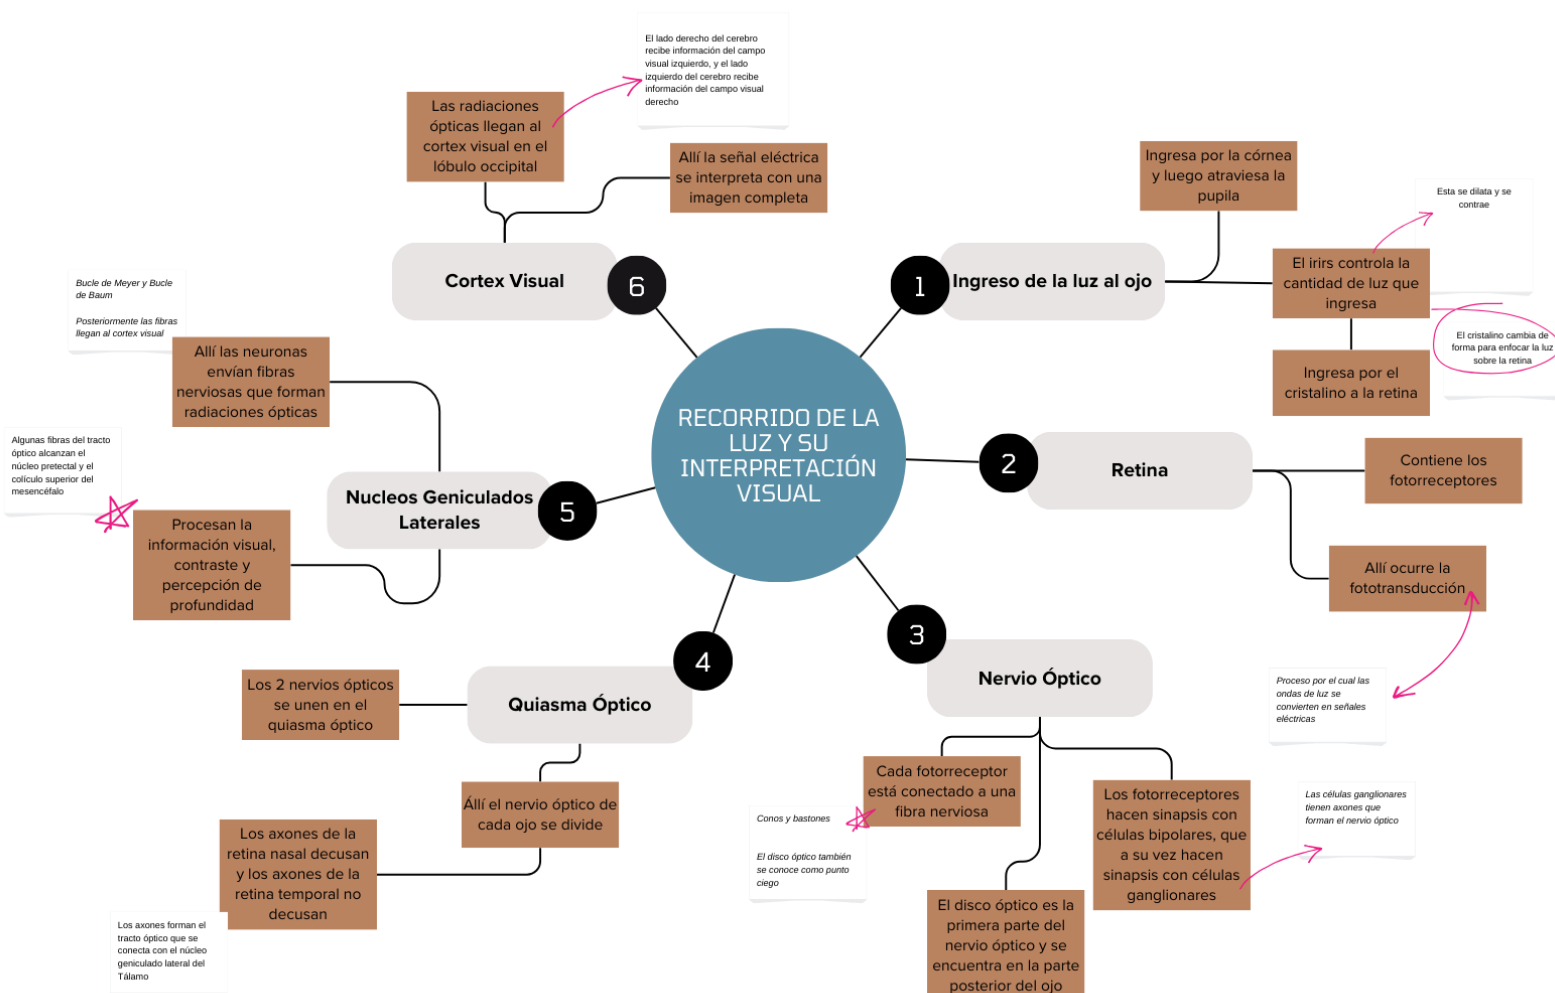 RECORRIDO DE LA
LUZ Y SU
INTERPRETACIÓN
VISUAL
1
Ingreso de la luz al ojo
Ingresa por la córnea
y luego atraviesa la
pupila
Esta se dilata y se
contrae
El irirs controla la
cantidad de luz que
ingresa
El cristalino cambia de
forma para enfocar la luz
sobre la retina
Ingresa por el
cristalino a la retina
2
Retina
Contiene los
fotorreceptores
Allí ocurre la
fototransducción
Proceso por el cual las
ondas de luz se
convierten en señales
eléctricas
3
Nervio Óptico
Cada fotorreceptor
está conectado a una
fibra nerviosa
Conos y bastones
El disco óptico también
se conoce como punto
ciego
El disco óptico es la
primera parte del
nervio óptico y se
encuentra en la parte
posterior del ojo
Los fotorreceptores
hacen sinapsis con
células bipolares, que
a su vez hacen
sinapsis con células
ganglionares
Las células ganglionares
tienen axones que
forman el nervio óptico
4
Quiasma Óptico
Los 2 nervios ópticos
se unen en el
quiasma óptico
Állí el nervio óptico de
cada ojo se divide
Los axones de la
retina nasal decusan
y los axones de la
retina temporal no
decusan
Los axones forman el
tracto óptico que se
conecta con el núcleo
geniculado lateral del
Tálamo
5
Nucleos Geniculados
Laterales
Procesan la
información visual,
contraste y
percepción de
profundidad
Algunas fibras del tracto
óptico alcanzan el
núcleo pretectal y el
colículo superior del
mesencéfalo
Allí las neuronas
envían fibras
nerviosas que forman
radiaciones ópticas
Bucle de Meyer y Bucle
de Baum
Posteriormente las fibras
llegan al cortex visual
6
Cortex Visual
Las radiaciones
ópticas llegan al
cortex visual en el
lóbulo occipital
El lado derecho del cerebro
recibe información del campo
visual izquierdo, y el lado
izquierdo del cerebro recibe
información del campo visual
derecho
Allí la señal eléctrica
se interpreta con una
imagen completa